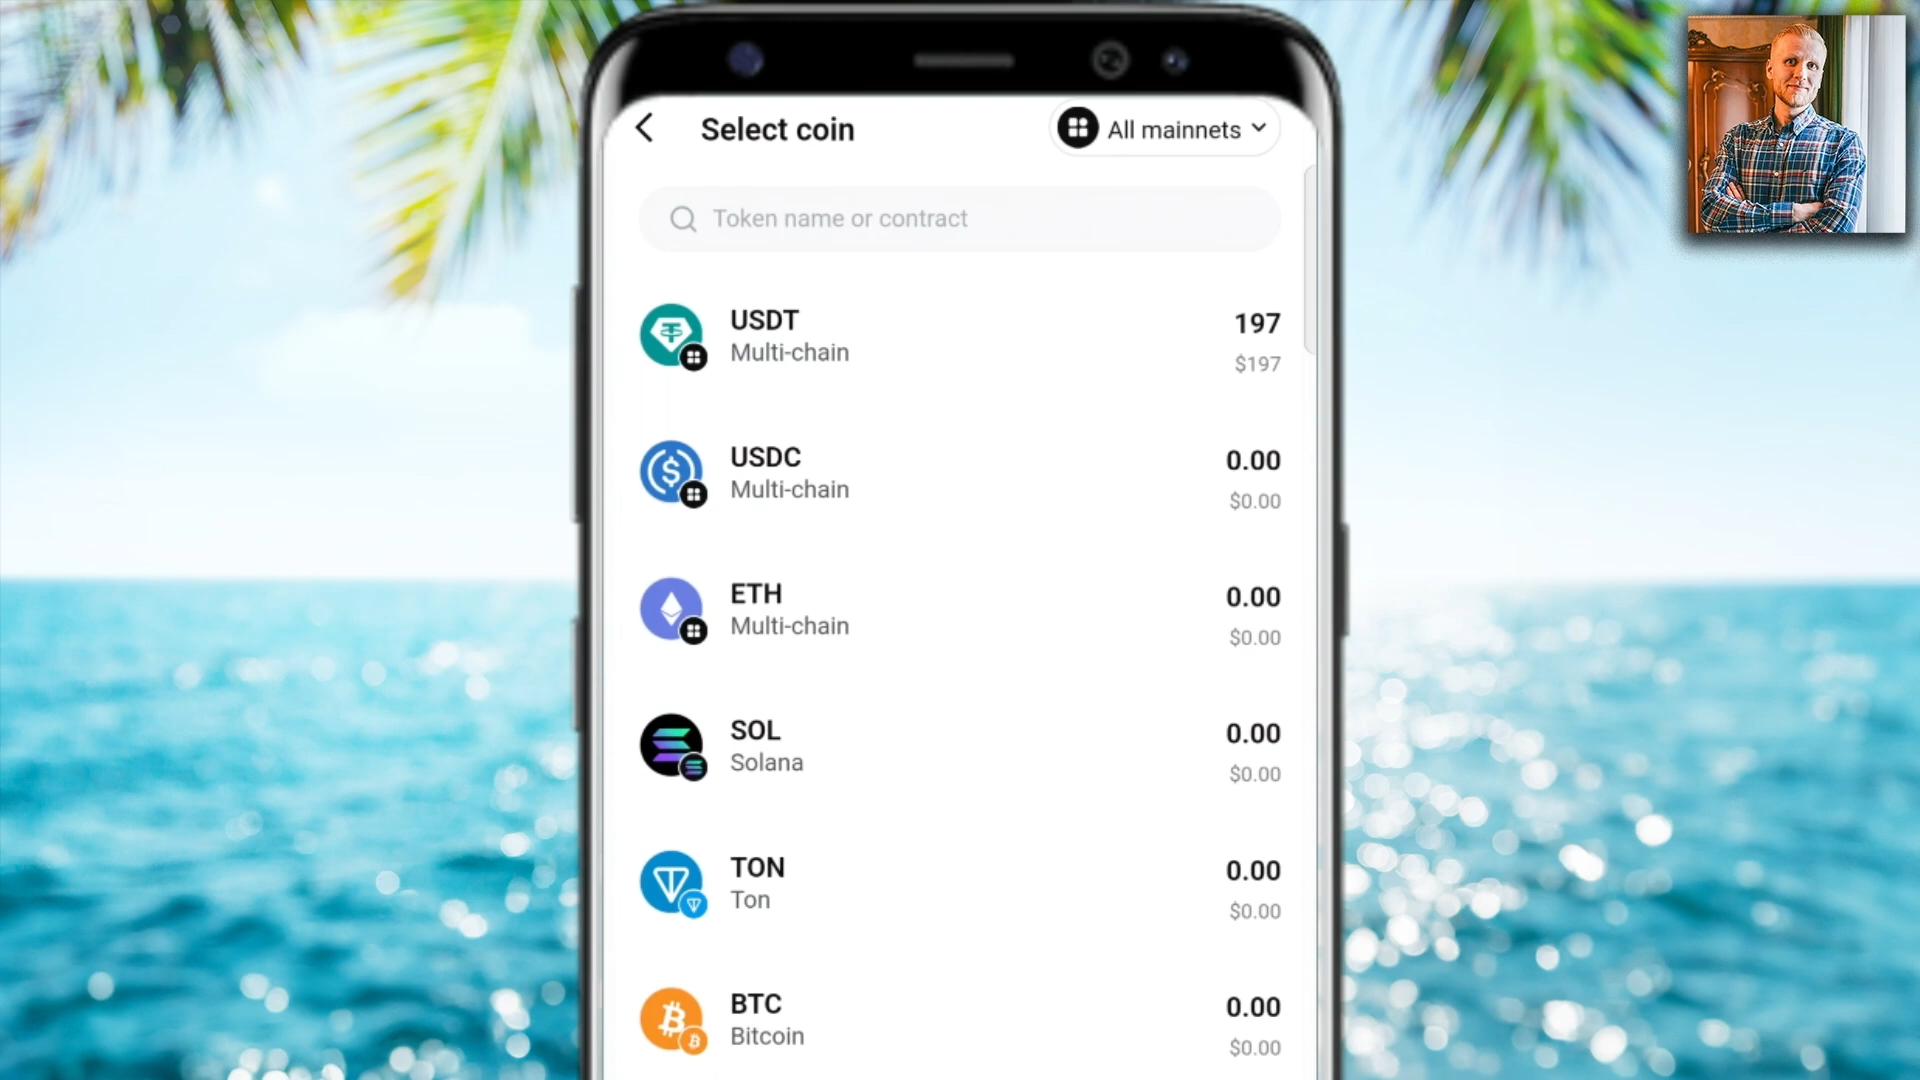 Select coin
All mainnets
Token name or contract
USDT
Multi-chain
197
$197
USDC
Multi-chain
0.00
$0.00
ETH
Multi-chain
0.00
$0.00
SOL
Solana
0.00
$0.00
TON
Ton
0.00
$0.00
BTC
Bitcoin
0.00
$0.00